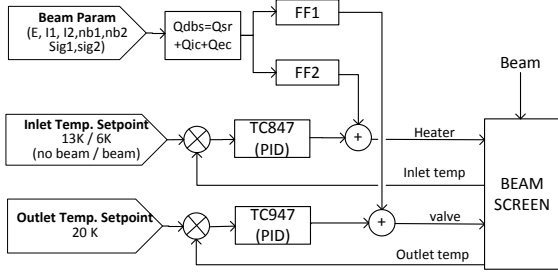 Beam Param
(E, I1, I2,nb1,nb2
Sig1,sig2)
Qdbs=Qsr
+Qic+Qec
FF1
FF2
Beam
Inlet Temp. Setpoint
13K / 6K
(no beam / beam)
TC847
(PID)
+
Heater
Inlet temp
BEAM
SCREEN
Outlet Temp. Setpoint
20 K
TC947
(PID)
+
valve
Outlet temp